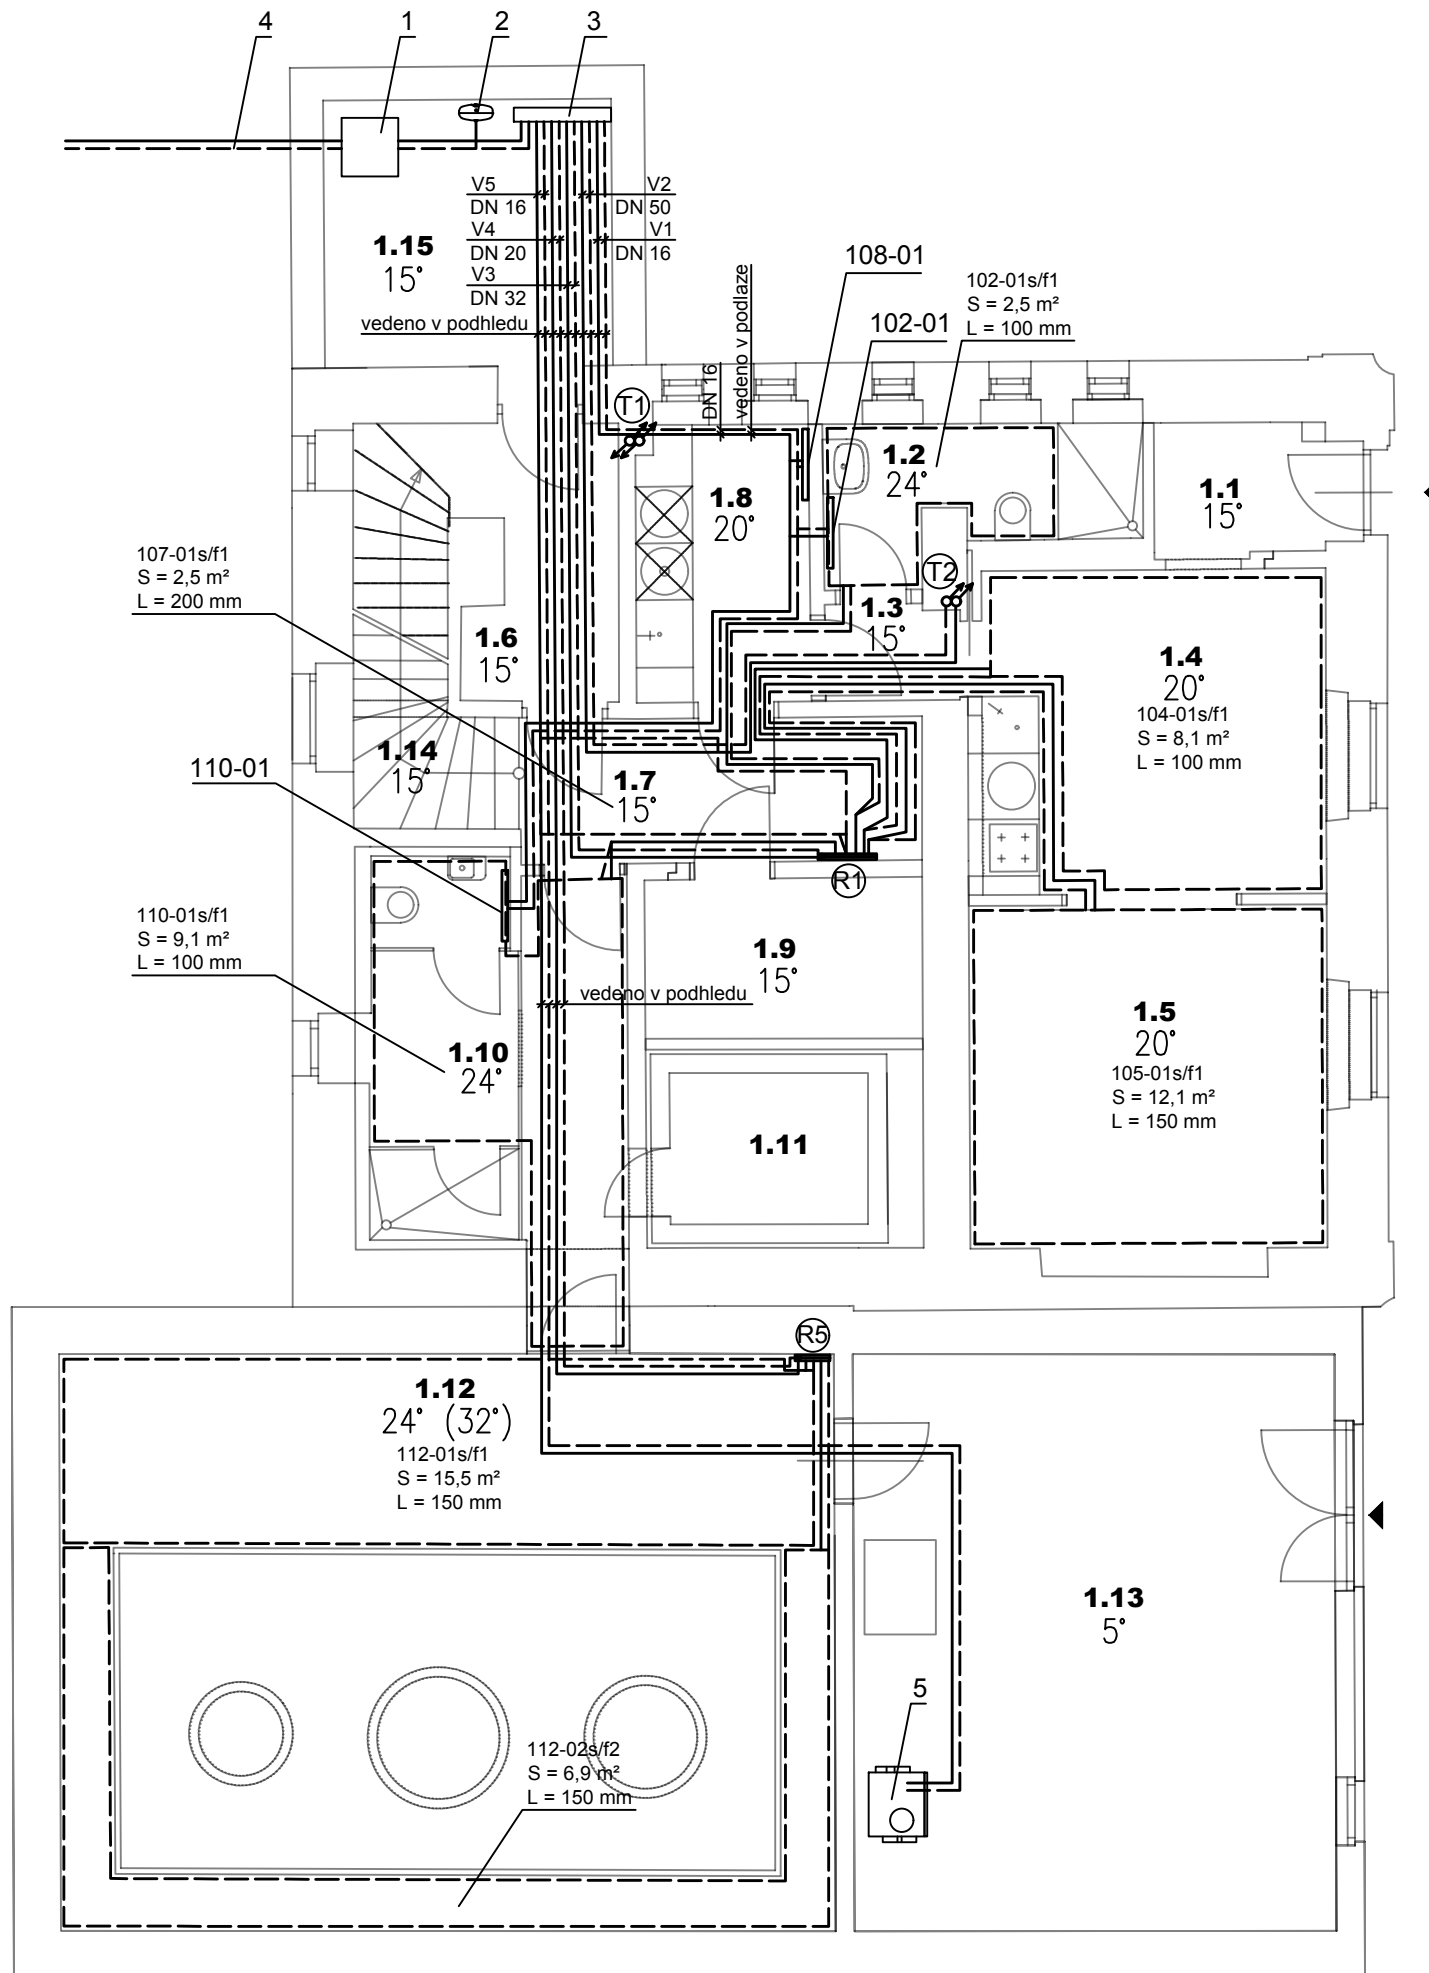 4
1
2
3
V5
DN 16
V2
DN 50
V4
DN 20
V1
DN 16
V3
DN 32
1.15
15°
vedeno v podhledu
DN 16
vedeno v podlaze
108-01
102-01
102-01s/f1
S = 2,5 m²
L = 100 mm
T1
1.2
24°
1.8
20°
1.1
15°
107-01s/f1
S = 2,5 m²
L = 200 mm
T2
1.3
15°
1.6
15°
1.4
20°
104-01s/f1
S = 8,1 m²
L = 100 mm
1.14
15°
110-01
1.7
15°
R1
110-01s/f1
S = 9,1 m²
L = 100 mm
1.9
15°
vedeno v podhledu
1.5
20°
105-01s/f1
S = 12,1 m²
L = 150 mm
1.10
24°
1.11
R5
1.12
24° (32°)
112-01s/f1
S = 15,5 m²
L = 150 mm
1.13
5°
5
112-02s/f2
S = 6,9 m²
L = 150 mm